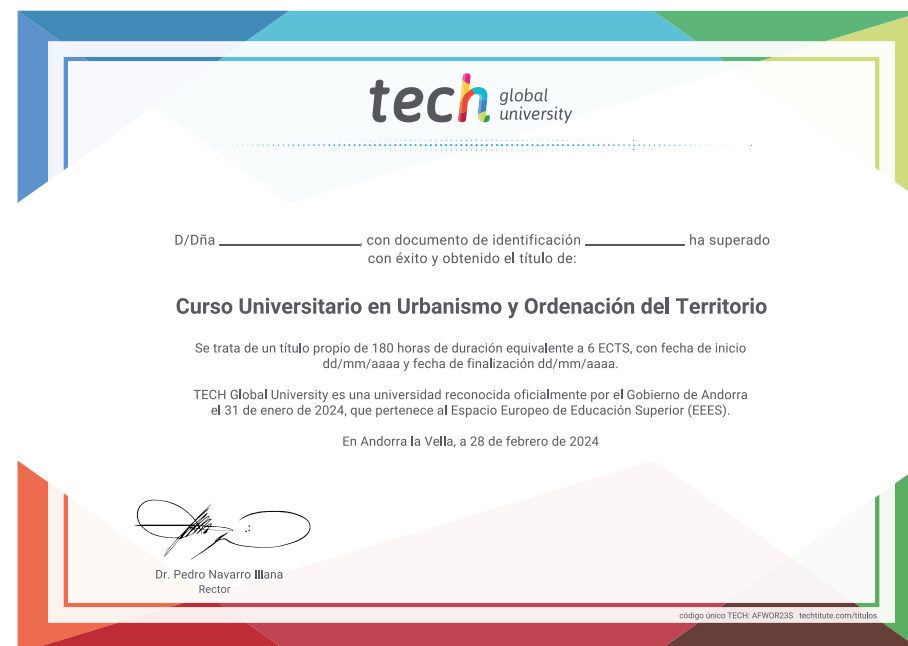 tech global university
D/Dña ____________________, con documento de identificación ______________ ha superado
con éxito y obtenido el título de:
Curso Universitario en Urbanismo y Ordenación del Territorio
Se trata de un título propio de 180 horas de duración equivalente a 6 ECTS, con fecha de inicio
dd/mm/aaaa y fecha de finalización dd/mm/aaaa.
TECH Global University es una universidad reconocida oficialmente por el Gobierno de Andorra
el 31 de enero de 2024, que pertenece al Espacio Europeo de Educación Superior (EEES).
En Andorra la Vella, a 28 de febrero de 2024
Dr. Pedro Navarro Illana
Rector
código único TECH: AFWOR23S techtitute.com/titulos